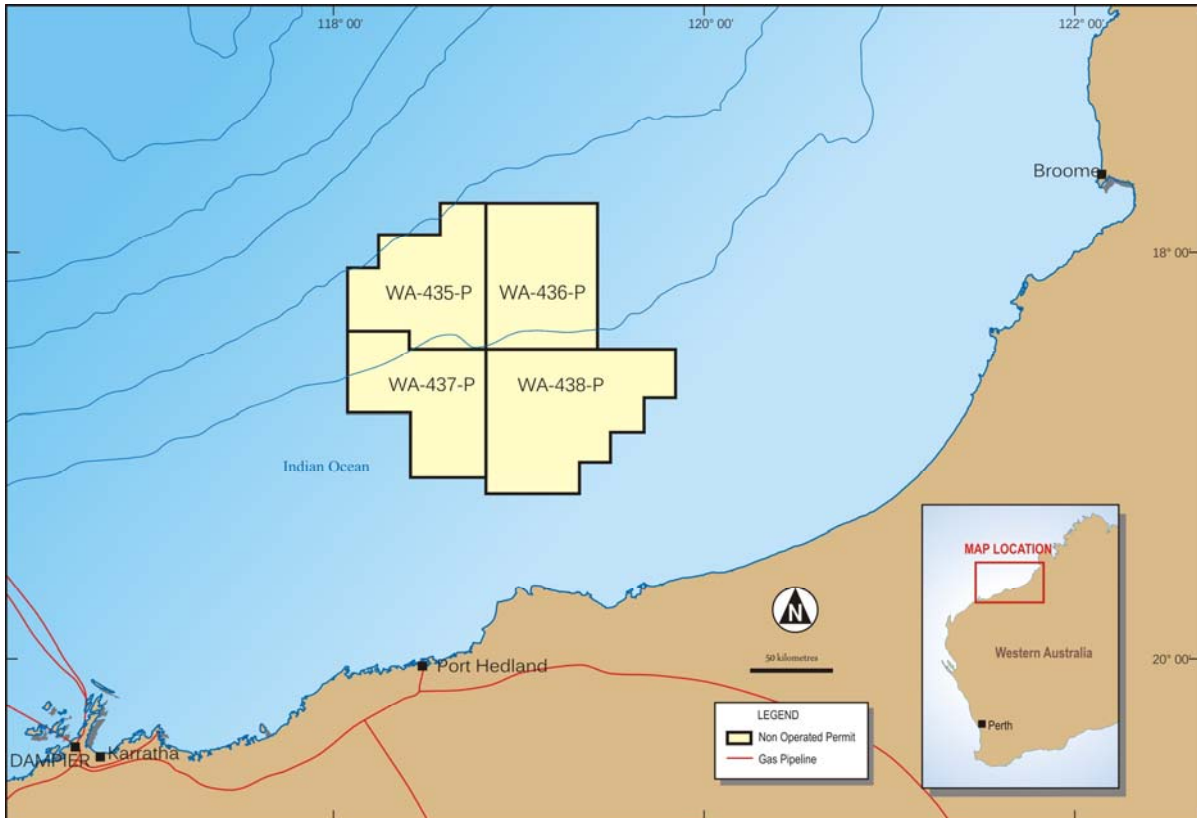 118° 00'
120° 00'
122° 00'
Broome
18° 00'
WA-435-P
WA-436-P
WA-437-P
WA-438-P
Indian Ocean
MAP LOCATION
N
Western Australia
50 kilometres
20° 00'
Port Hedland
LEGEND
Non Operated Permit
Gas Pipeline
Perth
DAMPIER
Karratha